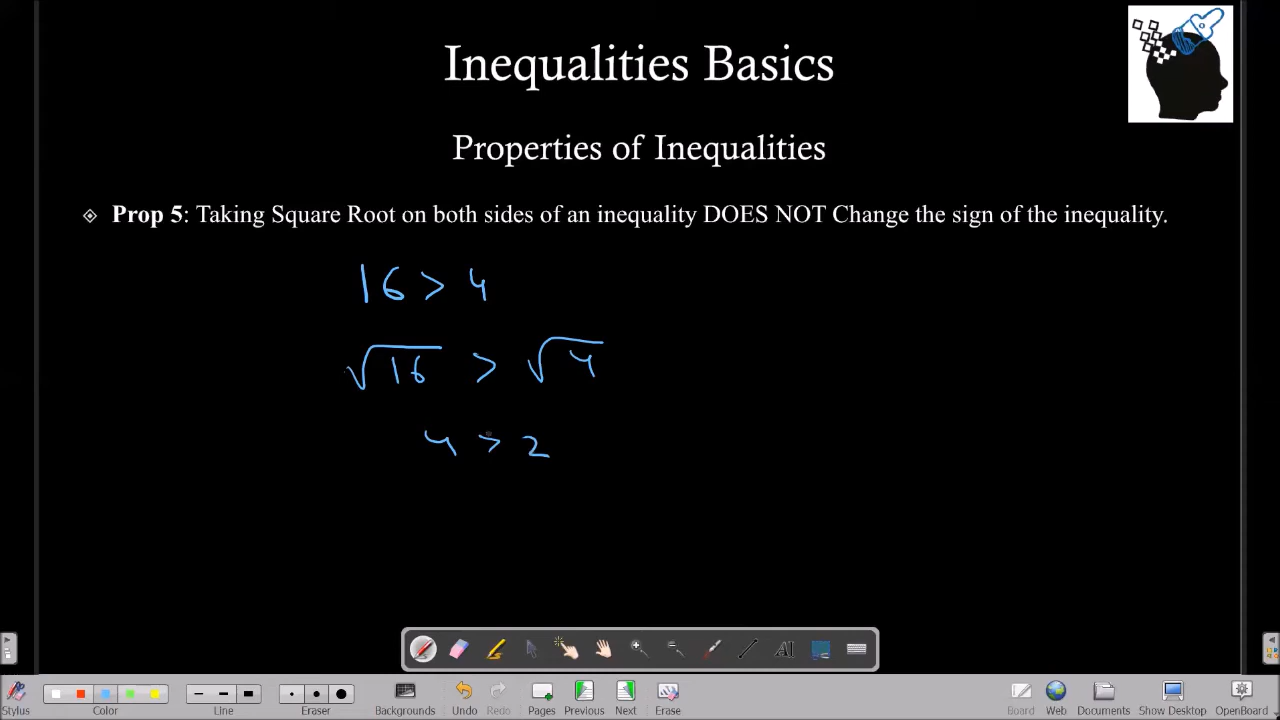 Inequalities Basics
Properties of Inequalities
Prop 5: Taking Square Root on both sides of an inequality DOES NOT Change the sign of the inequality.
16 > 4
√16 > √4
4 > 2
AI
Stylus
Color
Line
Eraser
Backgrounds
Undo
Redo
Pages
Previous
Next
Erase
Board
Web
Documents
Show Desktop
OpenBoard